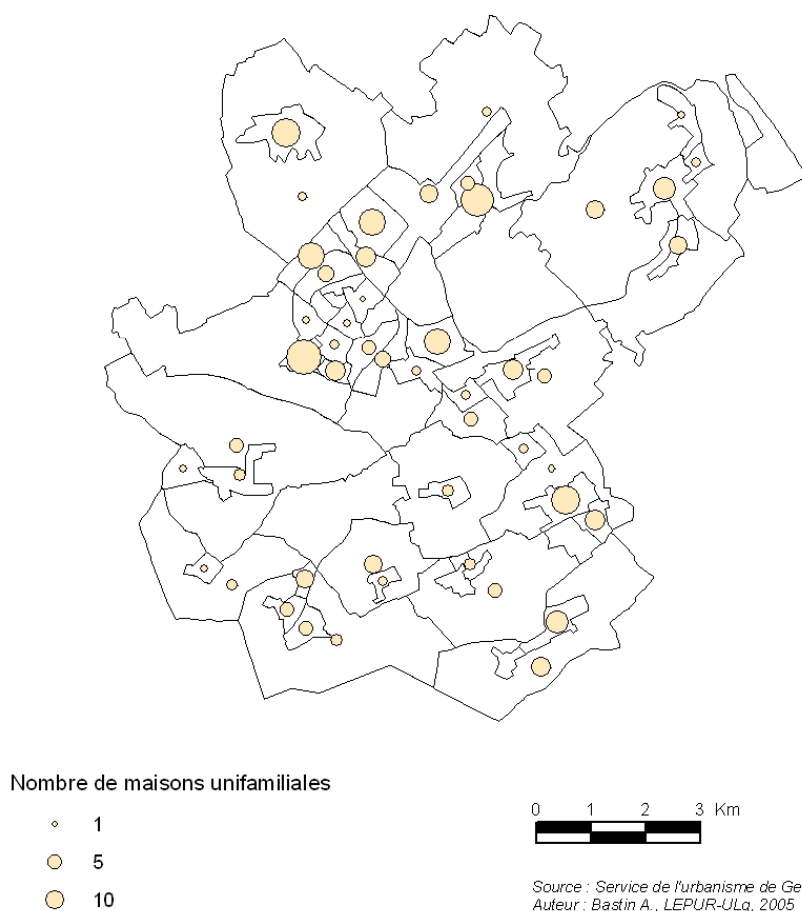 Nombre de maisons unifamiliales
1
5
10
0 1 2 3 Km
Source : Service de l'urbanisme de Ge
Auteur : Bastin A., LEPUR-ULg, 2005